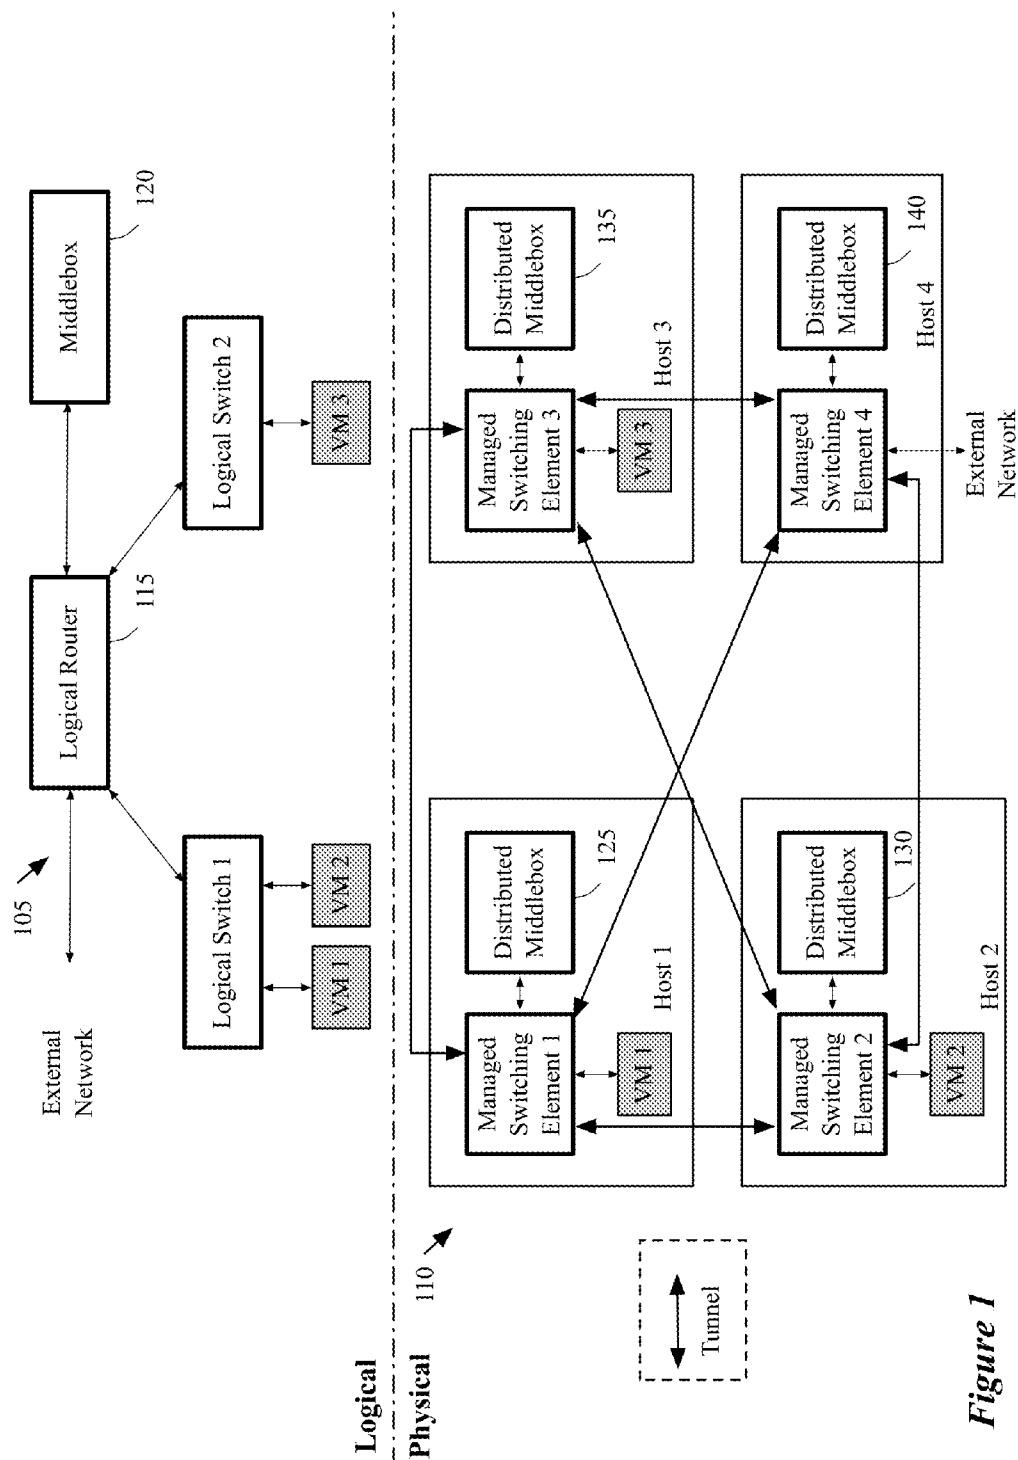 105
External
Network
Logical Router
115
Middlebox
120
Logical Switch 1
VM 1
VM 2
Logical Switch 2
VM 3
Logical
Physical
110
Managed
Switching
Element 1
Distributed
Middlebox
125
VM 1
Host 1
Managed
Switching
Element 3
Distributed
Middlebox
135
VM 3
Host 3
Tunnel
Managed
Switching
Element 2
Distributed
Middlebox
130
VM 2
Host 2
Managed
Switching
Element 4
Distributed
Middlebox
140
Host 4
External
Network
Figure 1